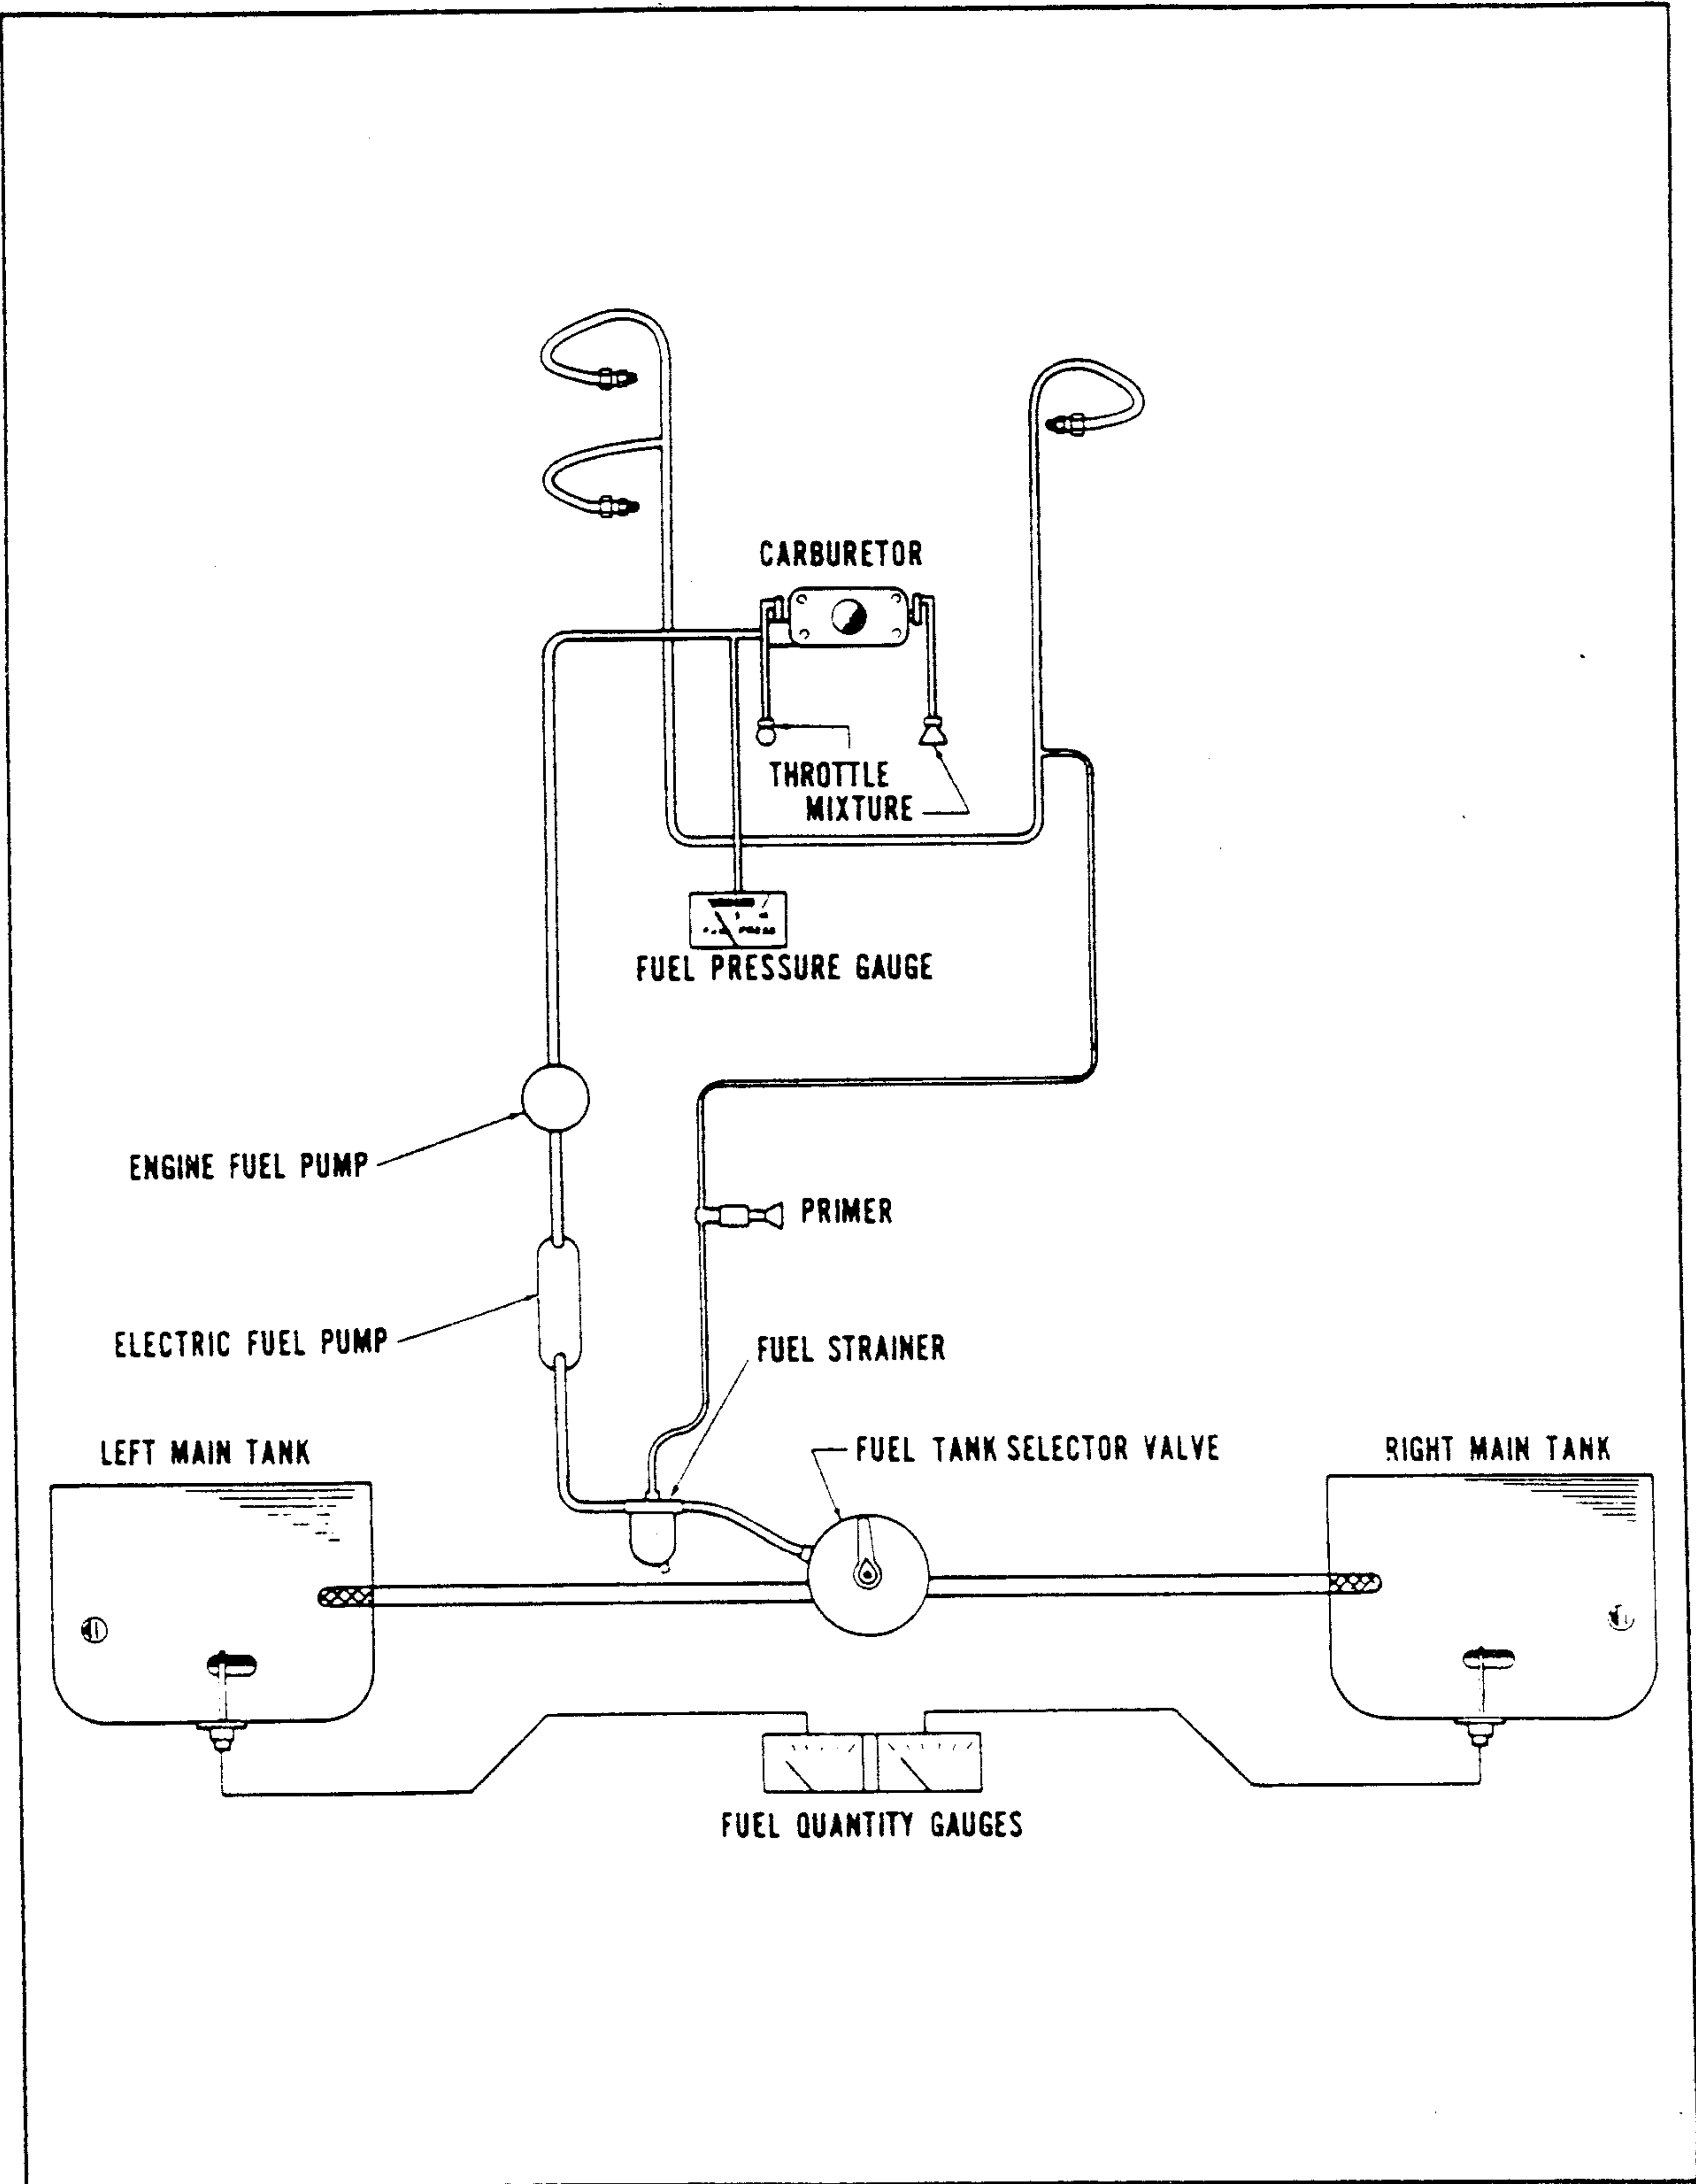 CARBURETOR
THROTTLE
MIXTURE
FUEL PRESSURE GAUGE
ENGINE FUEL PUMP
PRIMER
ELECTRIC FUEL PUMP
FUEL STRAINER
LEFT MAIN TANK
FUEL TANK SELECTOR VALVE
RIGHT MAIN TANK
FUEL QUANTITY GAUGES